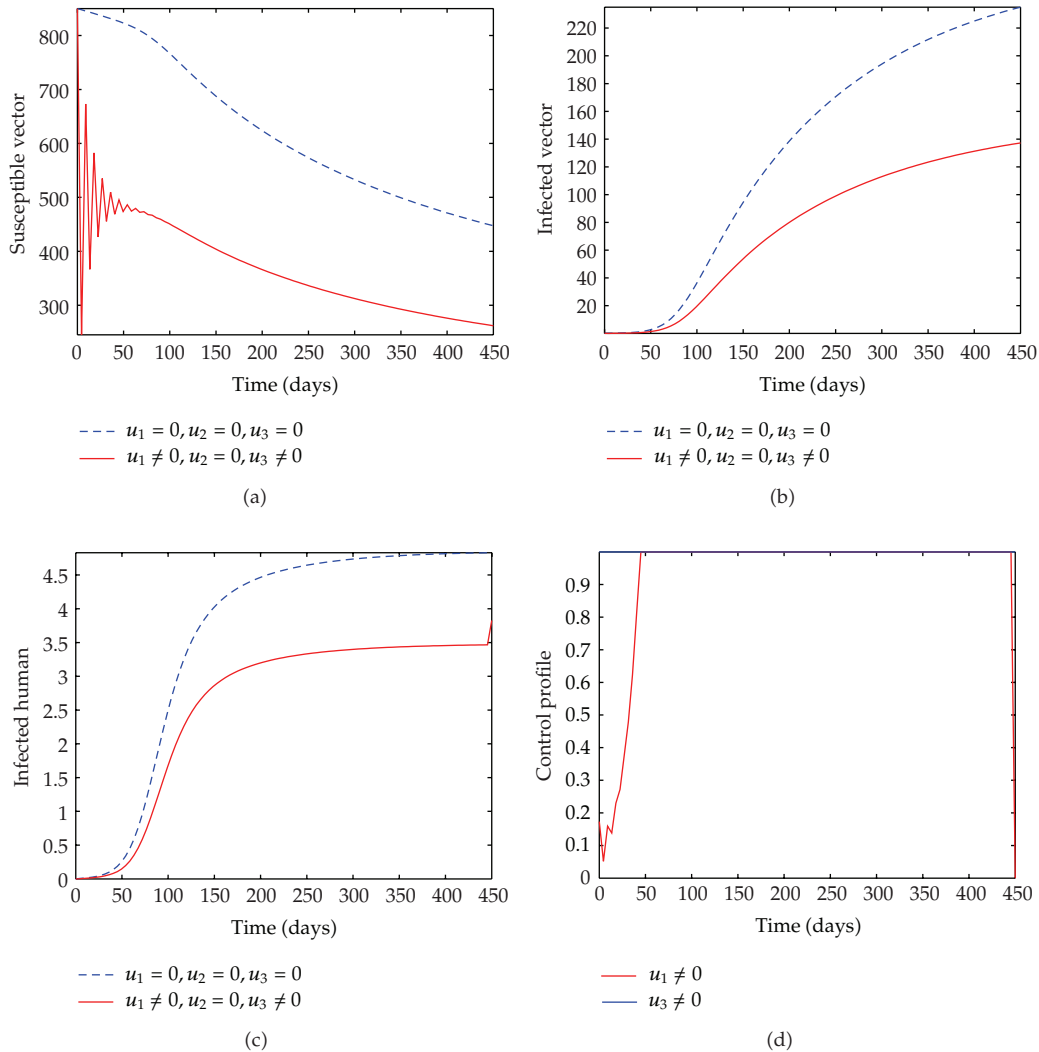 800
700
600
500
400
300
Susceptible vector
0 50 100 150 200 250 300 350 400 450
Time (days)
u₁ = 0, u₂ = 0, u₃ = 0
u₁ ≠ 0, u₂ = 0, u₃ ≠ 0
(a)
220
200
180
160
140
120
100
80
60
40
20
Infected vector
0 50 100 150 200 250 300 350 400 450
Time (days)
u₁ = 0, u₂ = 0, u₃ = 0
u₁ ≠ 0, u₂ = 0, u₃ ≠ 0
(b)
4.5
4
3.5
3
2.5
2
1.5
1
0.5
0
Infected human
0 50 100 150 200 250 300 350 400 450
Time (days)
u₁ = 0, u₂ = 0, u₃ = 0
u₁ ≠ 0, u₂ = 0, u₃ ≠ 0
(c)
0.9
0.8
0.7
0.6
0.5
0.4
0.3
0.2
0.1
0
Control profile
0 50 100 150 200 250 300 350 400 450
Time (days)
u₁ ≠ 0
u₃ ≠ 0
(d)